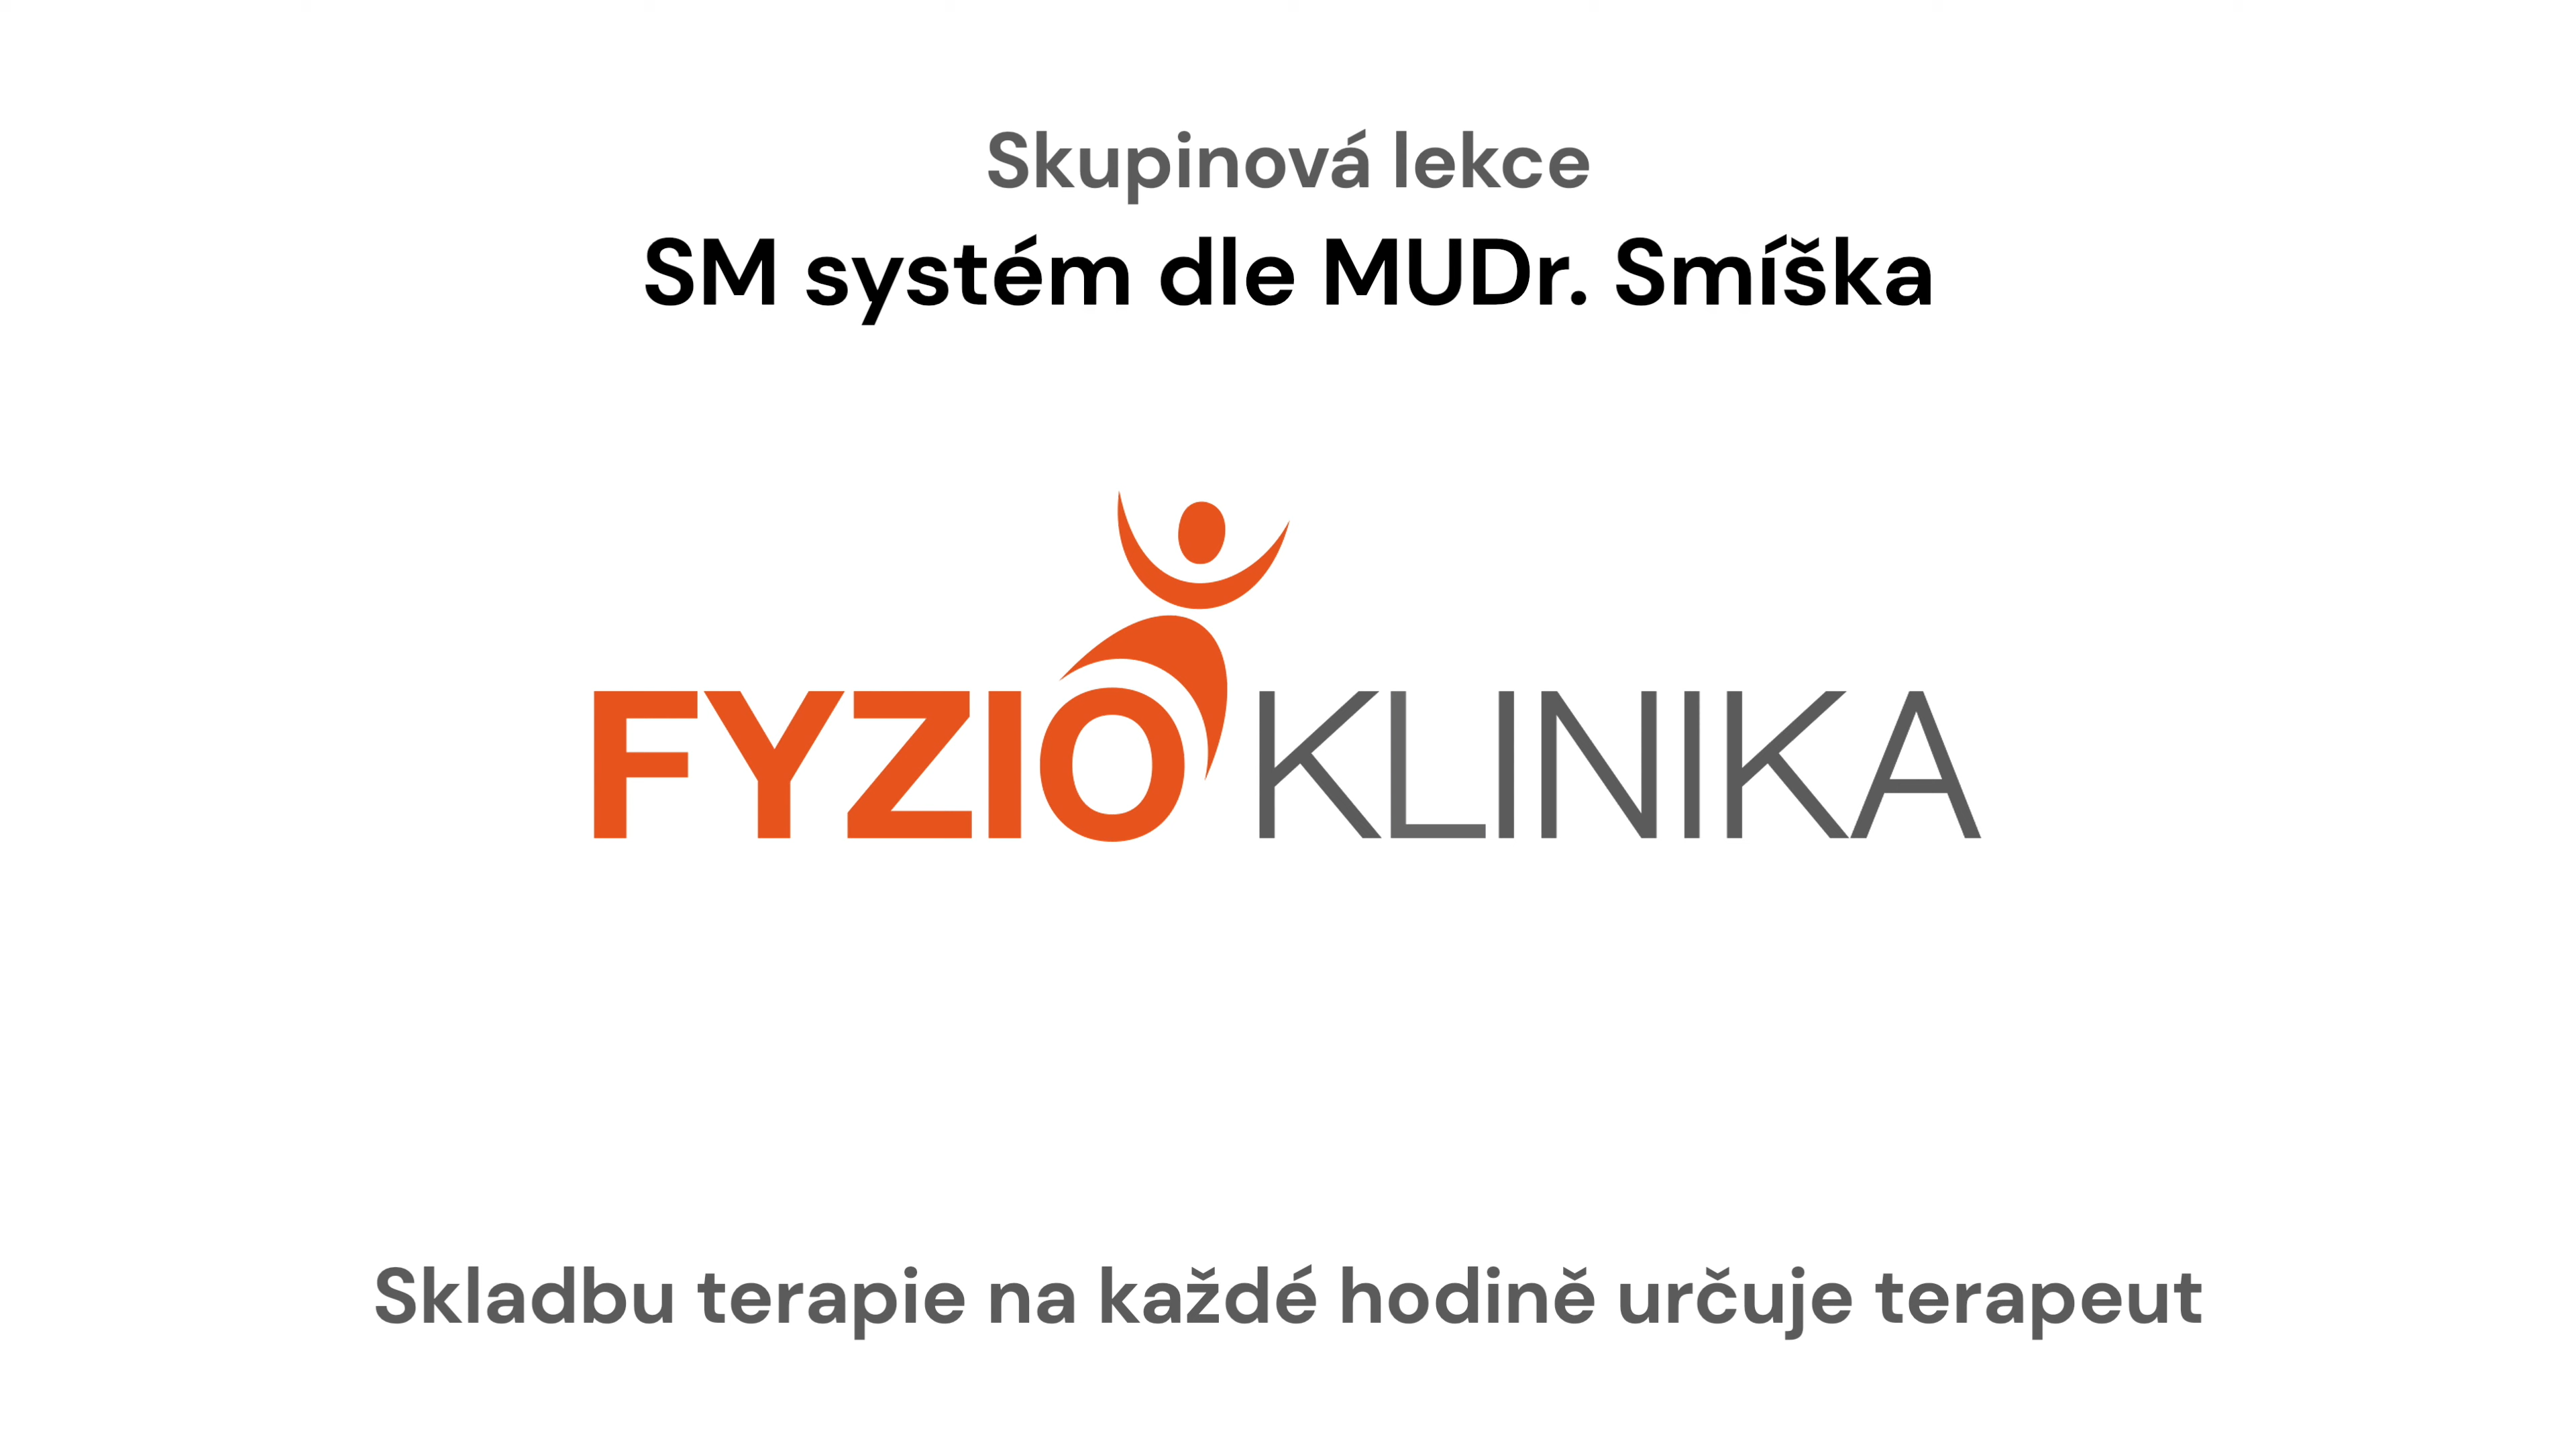 Skupinová lekce
SM systém dle MUDr. Smíška
FYZIO KLINIKA
Skladbu terapie na každé hodině určuje terapeut